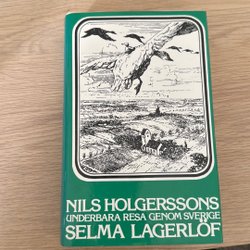 NILS HOLGERSSONS
UNDERBARA RESA GENOM SVERIGE
SELMA LAGERLÖF